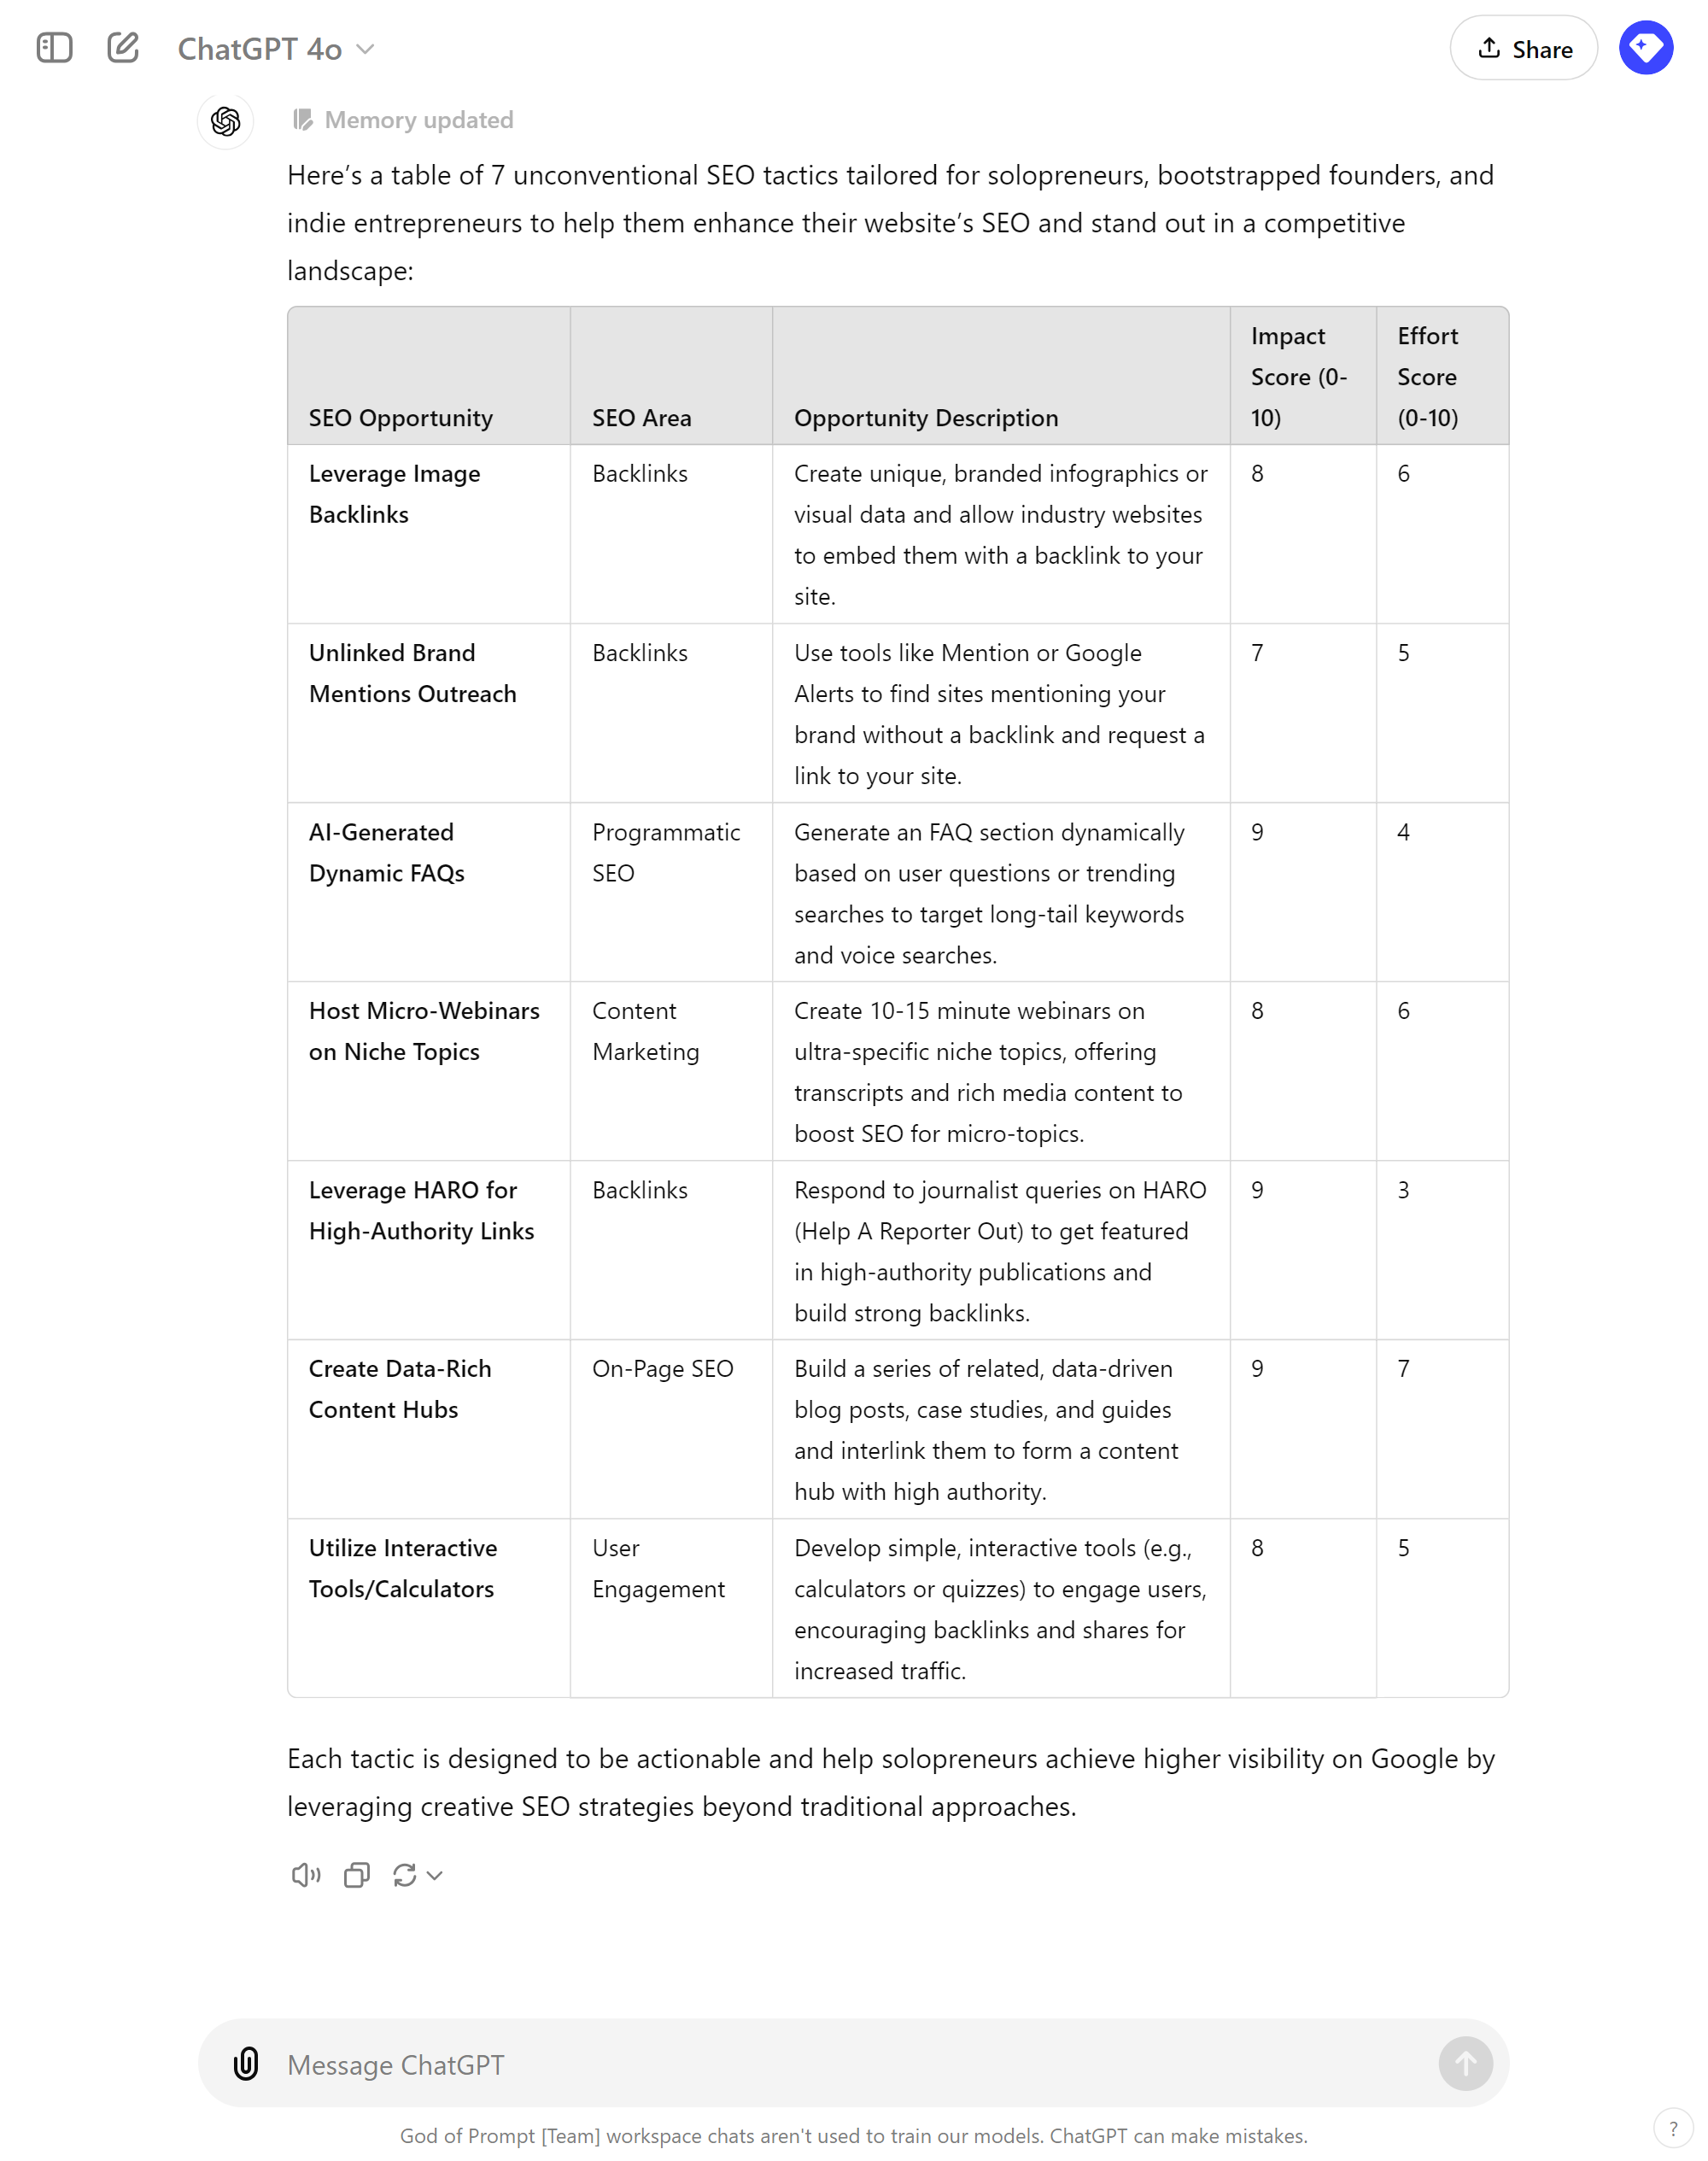 ChatGPT 4o
Share
Memory updated
Here’s a table of 7 unconventional SEO tactics tailored for solopreneurs, bootstrapped founders, and
indie entrepreneurs to help them enhance their website’s SEO and stand out in a competitive
landscape:
SEO Opportunity
SEO Area
Opportunity Description
Impact
Score (0-
10)
Effort
Score
(0-10)
Leverage Image
Backlinks
Backlinks
Create unique, branded infographics or
visual data and allow industry websites
to embed them with a backlink to your
site.
8
6
Unlinked Brand
Mentions Outreach
Backlinks
Use tools like Mention or Google
Alerts to find sites mentioning your
brand without a backlink and request a
link to your site.
7
5
AI-Generated
Dynamic FAQs
Programmatic
SEO
Generate an FAQ section dynamically
based on user questions or trending
searches to target long-tail keywords
and voice searches.
9
4
Host Micro-Webinars
on Niche Topics
Content
Marketing
Create 10-15 minute webinars on
ultra-specific niche topics, offering
transcripts and rich media content to
boost SEO for micro-topics.
8
6
Leverage HARO for
High-Authority Links
Backlinks
Respond to journalist queries on HARO
(Help A Reporter Out) to get featured
in high-authority publications and
build strong backlinks.
9
3
Create Data-Rich
Content Hubs
On-Page SEO
Build a series of related, data-driven
blog posts, case studies, and guides
and interlink them to form a content
hub with high authority.
9
7
Utilize Interactive
Tools/Calculators
User
Engagement
Develop simple, interactive tools (e.g.,
calculators or quizzes) to engage users,
encouraging backlinks and shares for
increased traffic.
8
5
Each tactic is designed to be actionable and help solopreneurs achieve higher visibility on Google by
leveraging creative SEO strategies beyond traditional approaches.
Message ChatGPT
God of Prompt [Team] workspace chats aren't used to train our models. ChatGPT can make mistakes.
?